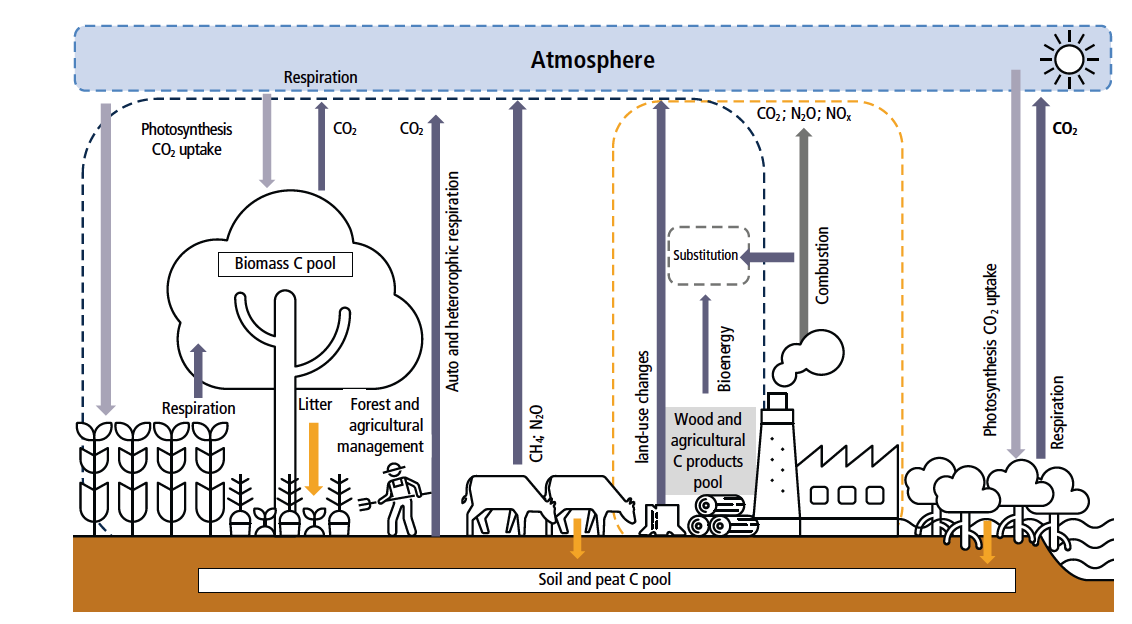 Atmosphere
Respiration
Photosynthesis
CO₂ uptake
CO₂
CO₂
CO₂; N₂O; NOₓ
CO₂
Biomass C pool
Substitution
Auto and heterorophic respiration
Combustion
Photosynthesis CO₂ uptake
Bioenergy
land-use changes
CH₄; N₂O
Respiration
Respiration
Litter
Forest and
agricultural
management
Wood and
agricultural
C products
pool
Soil and peat C pool